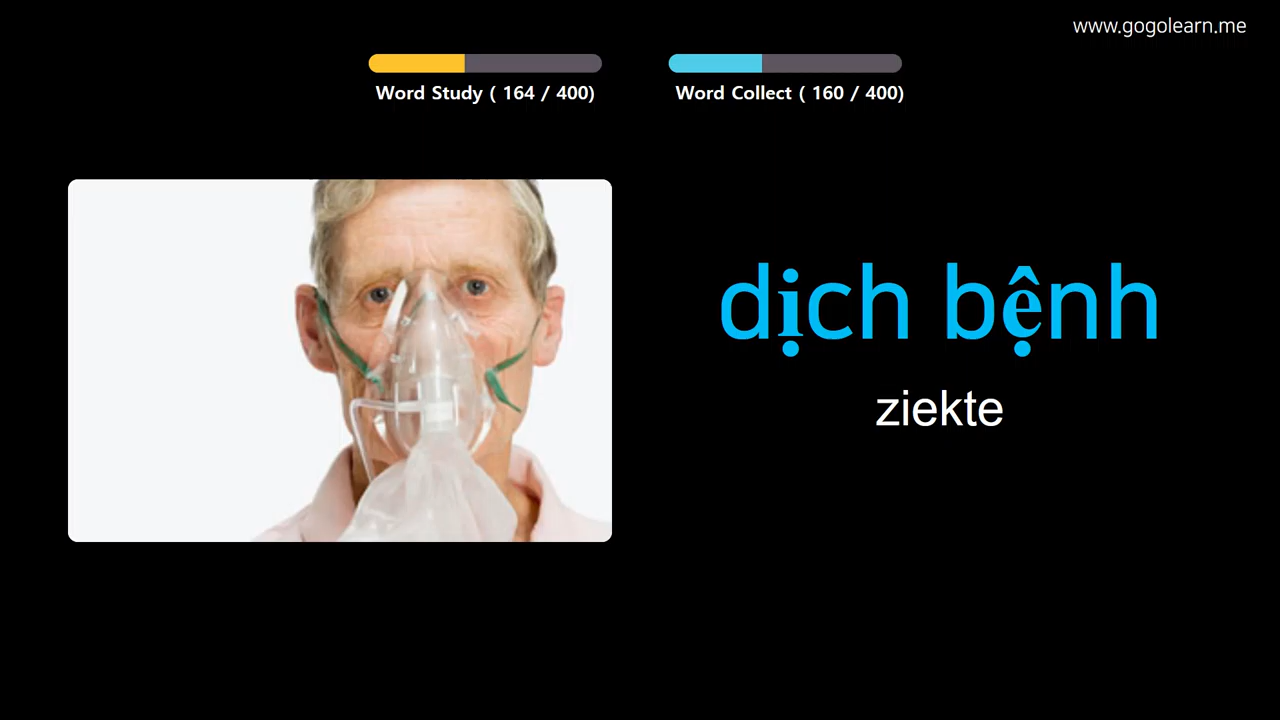 www.gogolearn.me
Word Study ( 164 / 400)
Word Collect ( 160 / 400)
dịch bệnh
ziekte